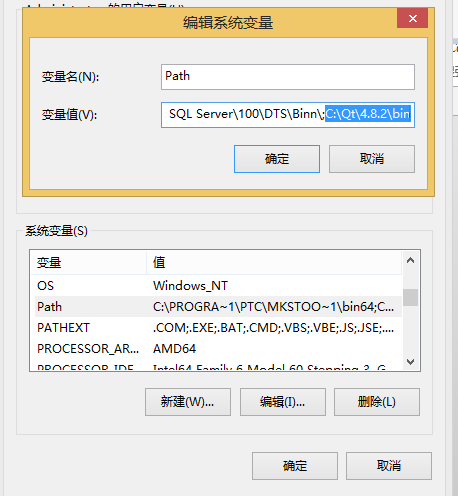 Administrator 的用户变量(U)
编辑系统变量
变量名(N):
Path
变量值(V):
SQL Server\100\DTS\Binn\;C:\Qt\4.8.2\bin
确定
取消
系统变量(S)
变量
值
OS
Windows_NT
Path
C:\PROGRA~1\PTC\MKSTOO~1\bin64;C...
PATHEXT
.COM;.EXE;.BAT;.CMD;.VBS;.VBE;.JS;.JSE;....
PROCESSOR_AR...
AMD64
PROCESSOR_IDE...
Intel64 Family 6 Model 60 Stepping 3, G...
新建(W)...
编辑(I)...
删除(L)
确定
取消